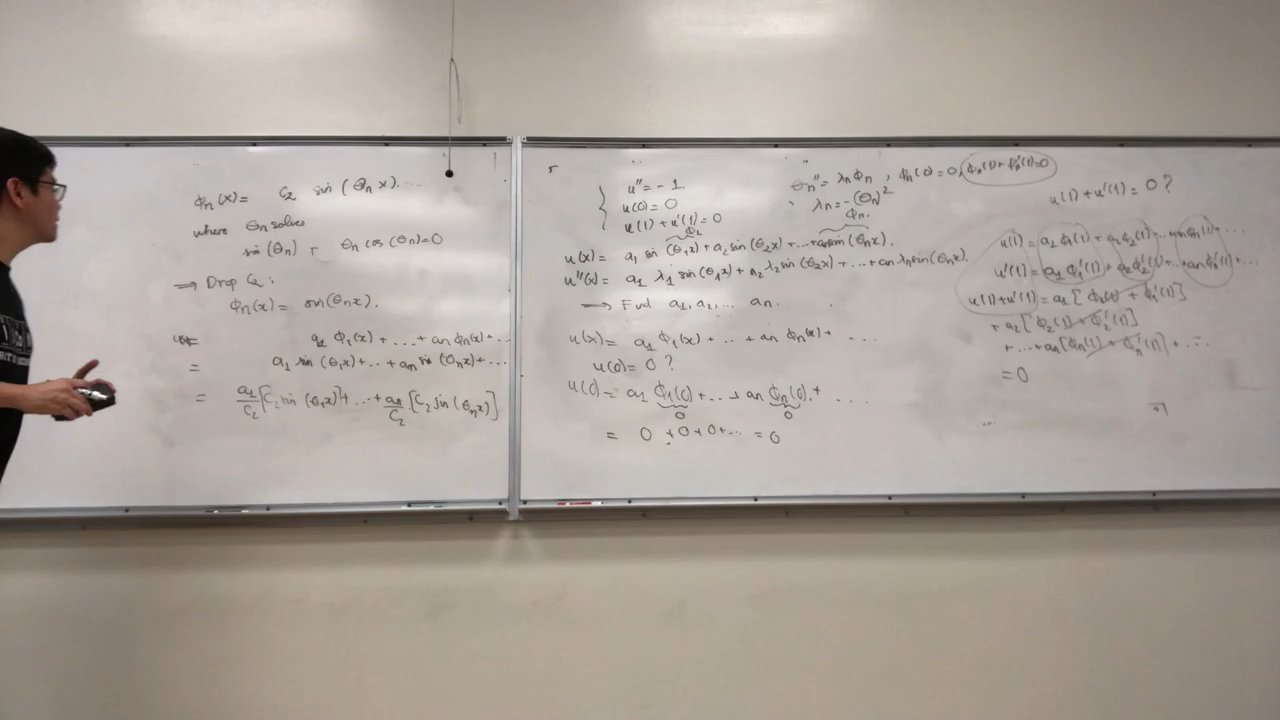 ϕn(x) = C2 sin(θn x)...
where θn solves
sin(θn) + θn cos(θn)=0
⟹ Drop C2:
ϕn(x) = sin(θnx).
a1 ϕ1(x) + ... + an ϕn(x) + ...
= a1 sin(θ1x) + ... + an sin(θnx) + ...
= a1/C2 [C2 sin(θ1x)] + ... + an/C2 [C2 sin(θnx)]
u'' = -1.
u(0) = 0
u(1) + u'(1) = 0
u(x) = a1 sin(θ1x) + a2 sin(θ2x) + ... + an sin(θnx).
u''(x) = a1 λ1 sin(θ1x) + a2 λ2 sin(θ2x) + ... + an λn sin(θnx).
⟹ Find a1, a2, ... an.
u(x) = a1 ϕ1(x) + ... + an ϕn(x) + ...
u(0) = 0 ?
u(0) = a1 ϕ1(0) + ... + an ϕn(0) + ...
0 0
= 0 + 0 + 0 + ... = 0
ϕn'' = λn ϕn , ϕn(0) = 0, ϕn(1) + ϕn'(1) = 0
λn = -(θn)^2
ϕn.
u(1) + u'(1) = 0 ?
u(1) = a1 ϕ1(1) + a2 ϕ2(1) + ... an ϕn(1) + ...
u'(1) = a1 ϕ1'(1) + a2 ϕ2'(1) + ... + an ϕn'(1) + ...
u(1) + u'(1) = a1 [ϕ1(1) + ϕ1'(1)]
+ a2 [ϕ2(1) + ϕ2'(1)]
+ ... + an [ϕn(1) + ϕn'(1)] + ...
= 0